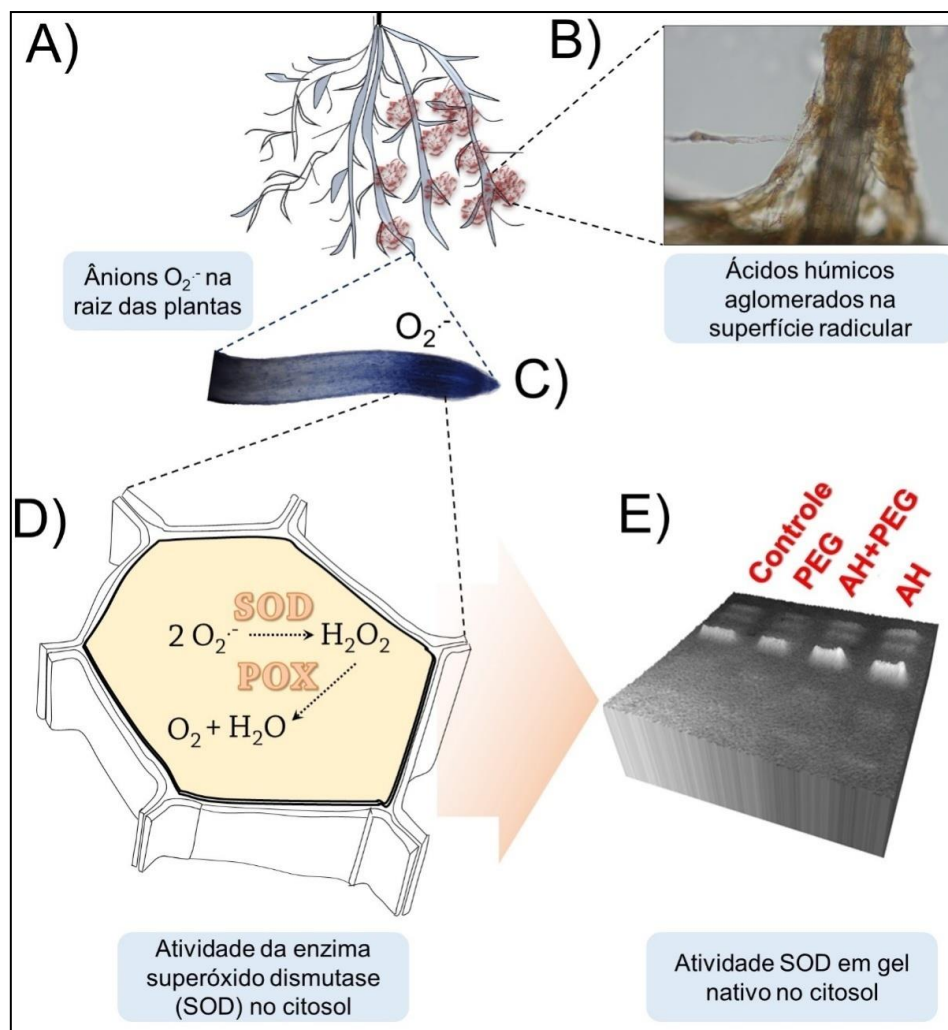 A)
B)
Ânions O₂·⁻ na
raiz das plantas
Ácidos húmicos
aglomerados na
superfície radicular
O₂·⁻
C)
D)
SOD
2 O₂·⁻ H₂O₂
POX
O₂ + H₂O
E)
Controle
PEG
AH+PEG
AH
Atividade da enzima
superóxido dismutase
(SOD) no citosol
Atividade SOD em gel
nativo no citosol